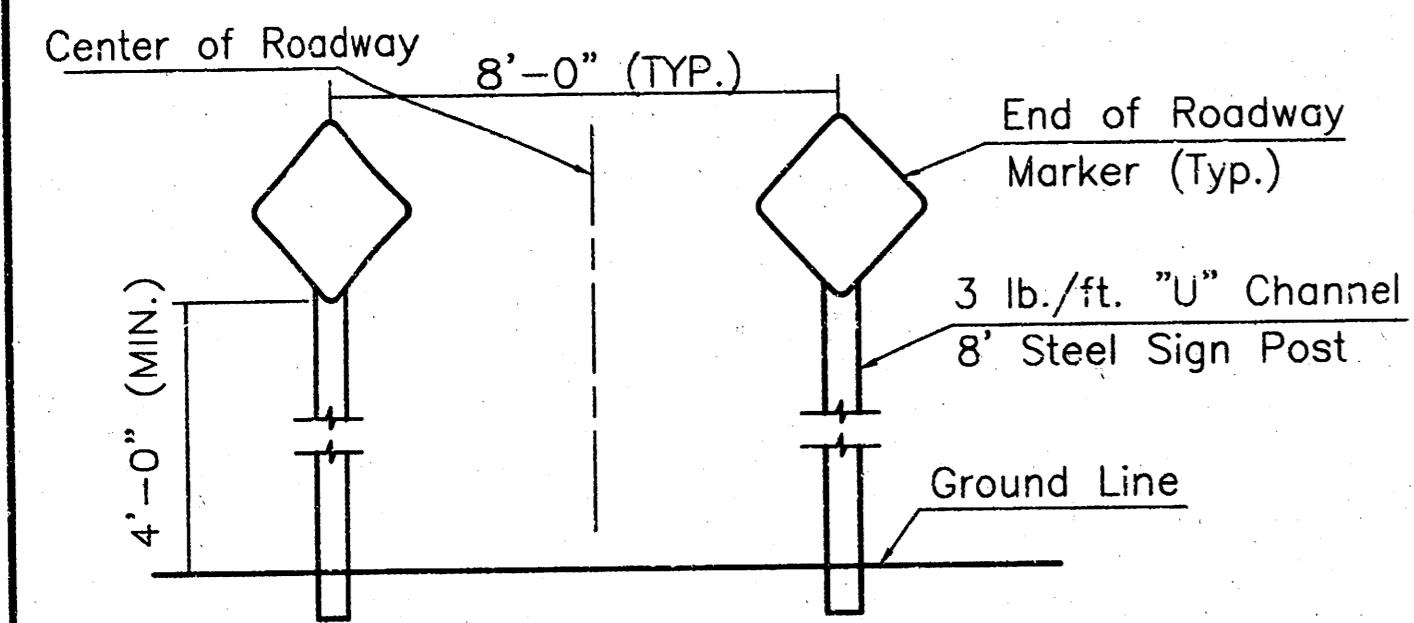 Center of Roadway
8'-0" (TYP.)
End of Roadway
Marker (Typ.)
3 lb./ft. "U" Channel
8' Steel Sign Post
4'-0" (MIN.)
Ground Line